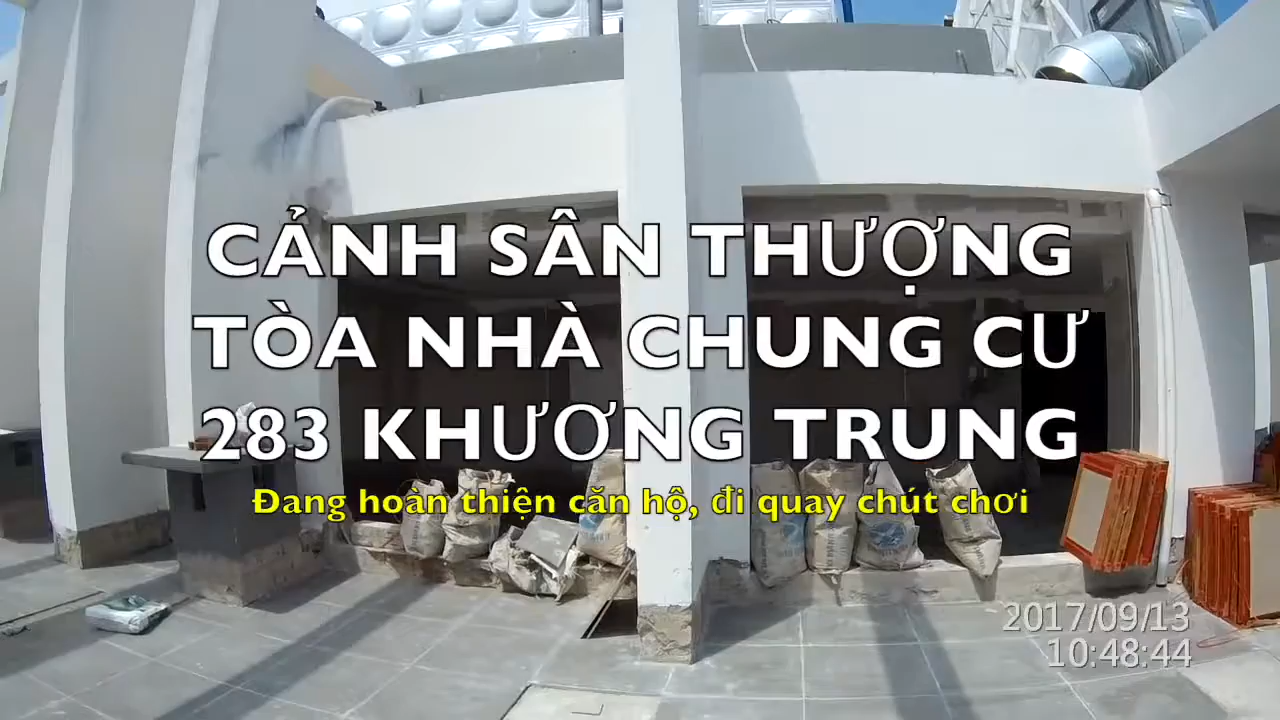 CẢNH SÂN THƯỢNG
TÒA NHÀ CHUNG CƯ
283 KHƯƠNG TRUNG
Đang hoàn thiện căn hộ, đi quay chút chơi
2017/09/13
10:48:44